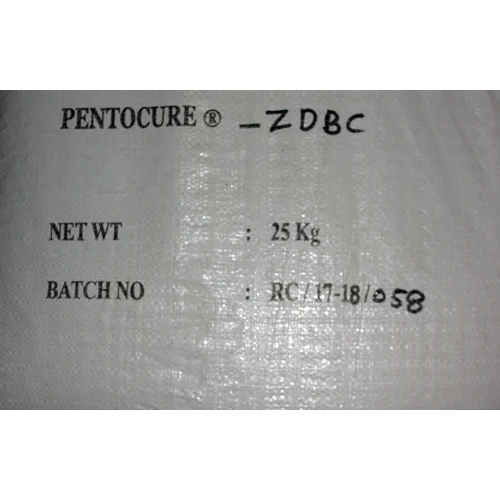 PENTOCURE ® -ZDBC
NET WT : 25 Kg
BATCH NO : RC/17-18/058